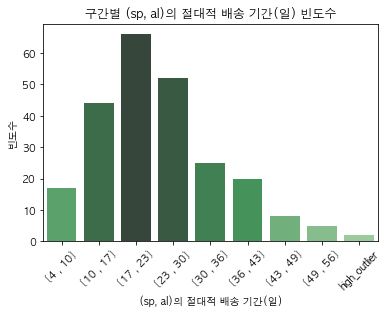 구간별 (sp, al)의 절대적 배송 기간(일) 빈도수
60
50
40
30
20
10
0
빈도수
(4 , 10)
(10 , 17)
(17 , 23)
(23 , 30)
(30 , 36)
(36 , 43)
(43 , 49)
(49 , 56)
hgh_outlier
(sp, al)의 절대적 배송 기간(일)